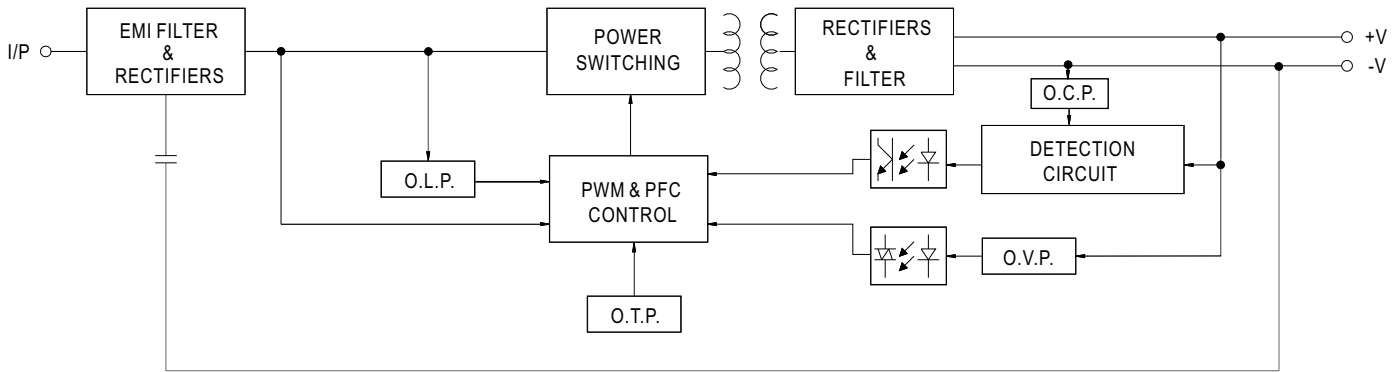 I/P
EMI FILTER
&
RECTIFIERS
POWER
SWITCHING
RECTIFIERS
&
FILTER
+V
-V
O.C.P.
DETECTION
CIRCUIT
O.L.P.
PWM & PFC
CONTROL
O.V.P.
O.T.P.